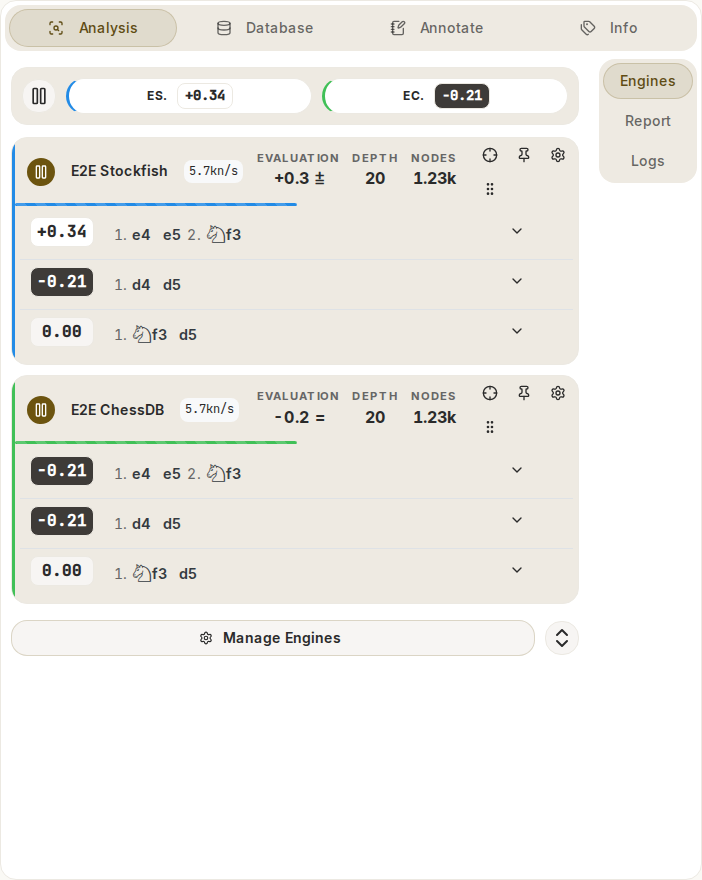 Analysis Database Annotate Info
ES. +0.34 EC. -0.21
Engines
Report
Logs
E2E Stockfish 5.7kn/s EVALUATION DEPTH NODES
+0.3 ± 20 1.23k
+0.34 1. e4 e5 2. ♘f3
-0.21 1. d4 d5
0.00 1. ♘f3 d5
E2E ChessDB 5.7kn/s EVALUATION DEPTH NODES
-0.2 = 20 1.23k
-0.21 1. e4 e5 2. ♘f3
-0.21 1. d4 d5
0.00 1. ♘f3 d5
Manage Engines